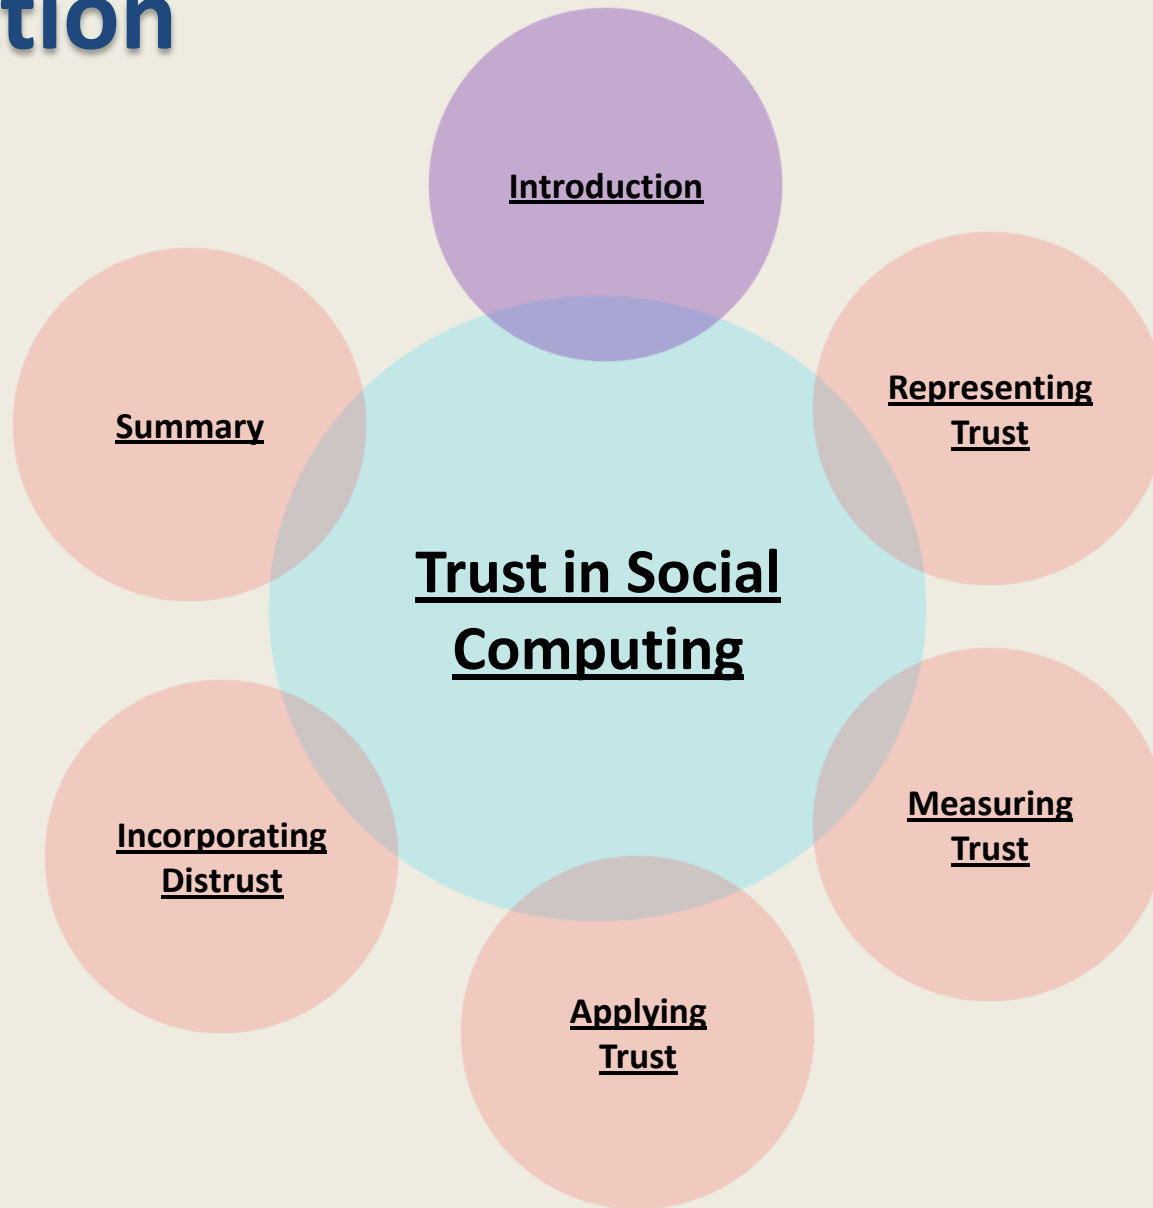 tion
Introduction
Representing
Trust
Summary
Trust in Social
Computing
Measuring
Trust
Incorporating
Distrust
Applying
Trust